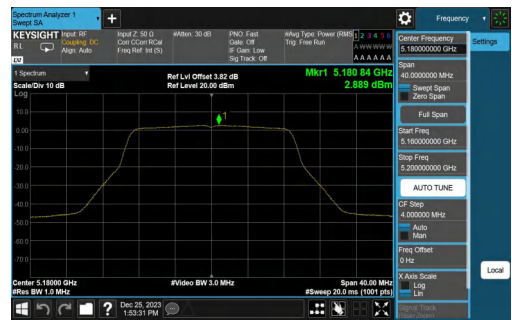 Spectrum Analyzer 1
Swept SA
+
Frequency
KEYSIGHT
RL
Input: RF
Coupling: DC
Align: Auto
Input Z: 50 Ω
Corr CCorr RCal
Freq Ref: Int (S)
#Atten: 30 dB
PNO: Fast
Gate: Off
IF Gain: Low
Sig Track: Off
#Avg Type: Power (RMS
Trig: Free Run
1 2 3 4 5 6
A W W W W W
A A A A A A
LV
1 Spectrum
Scale/Div 10 dB
Log
Ref Lvl Offset 3.82 dB
Ref Level 20.00 dBm
Mkr1 5.180 84 GHz
2.889 dBm
1
10.0
0.00
-10.0
-20.0
-30.0
-40.0
-50.0
-60.0
-70.0
Center 5.18000 GHz
#Res BW 1.0 MHz
#Video BW 3.0 MHz
Span 40.00 MHz
#Sweep 20.0 ms (1001 pts)
Center Frequency
5.180000000 GHz
Span
40.0000000 MHz
Swept Span
Zero Span
Full Span
Start Freq
5.160000000 GHz
Stop Freq
5.200000000 GHz
AUTO TUNE
CF Step
4.000000 MHz
Auto
Man
Freq Offset
0 Hz
X Axis Scale
Log
Lin
Signal Track
(Span Zoom)
Settings
Local
?
Dec 25, 2023
1:53:31 PM